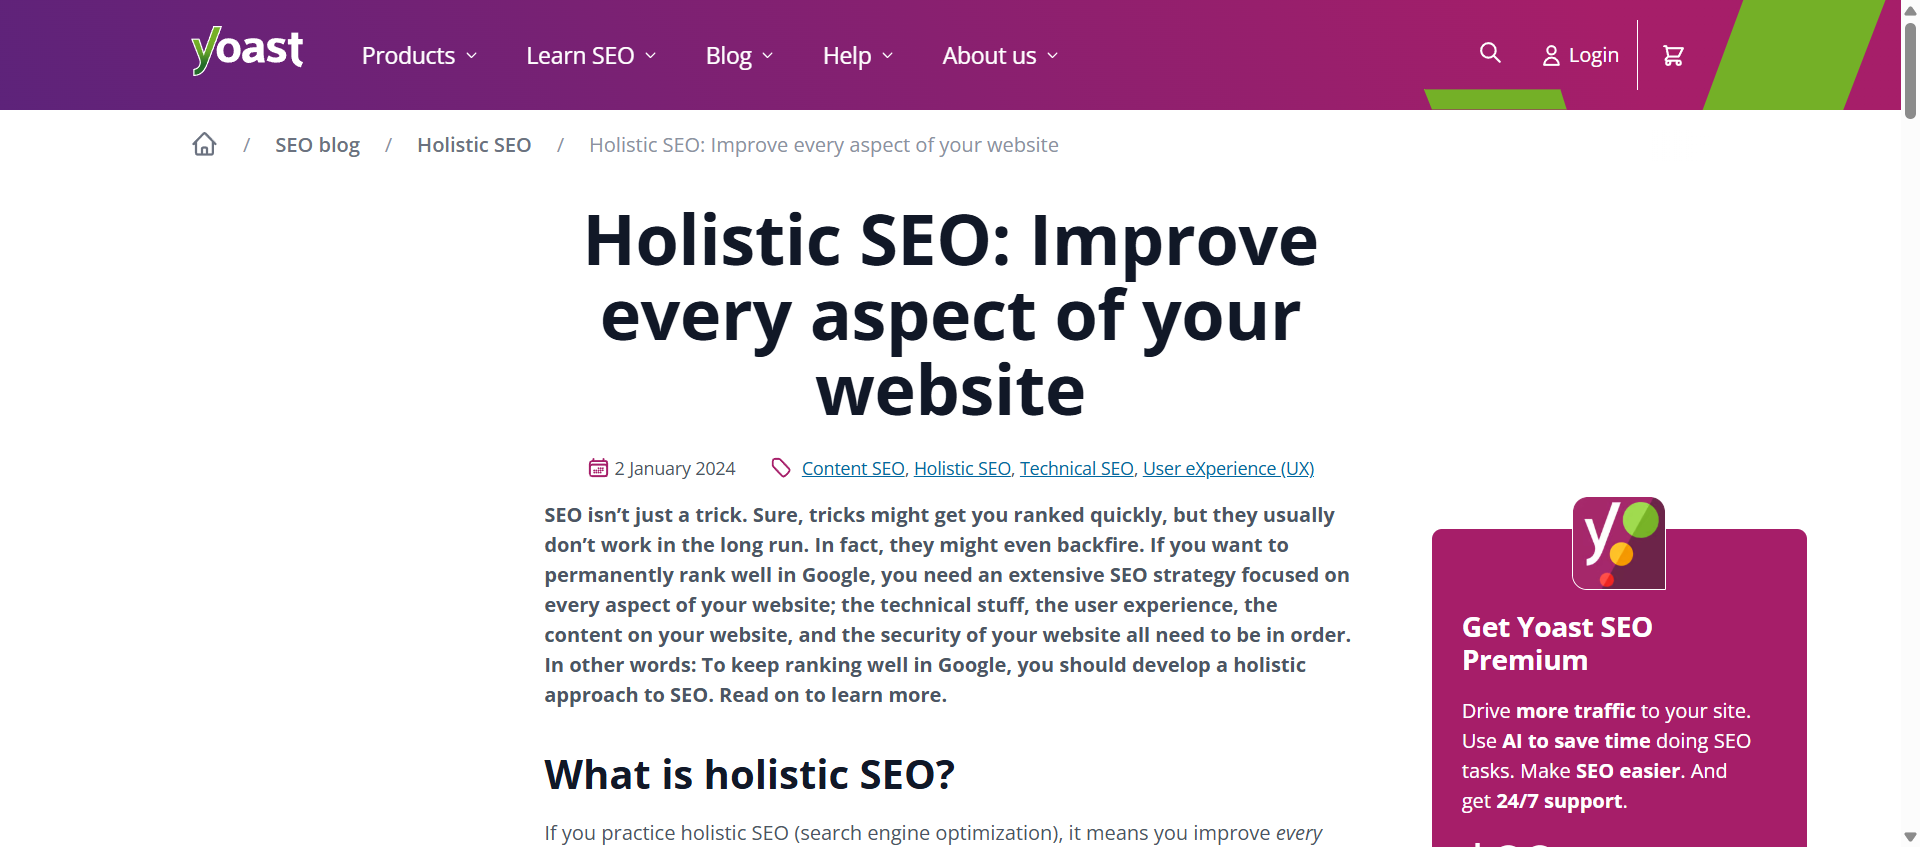 yoast
Products
Learn SEO
Blog
Help
About us
Login
/ SEO blog / Holistic SEO / Holistic SEO: Improve every aspect of your website
Holistic SEO: Improve
every aspect of your
website
2 January 2024
Content SEO, Holistic SEO, Technical SEO, User eXperience (UX)
SEO isn’t just a trick. Sure, tricks might get you ranked quickly, but they usually
don’t work in the long run. In fact, they might even backfire. If you want to
permanently rank well in Google, you need an extensive SEO strategy focused on
every aspect of your website; the technical stuff, the user experience, the
content on your website, and the security of your website all need to be in order.
In other words: To keep ranking well in Google, you should develop a holistic
approach to SEO. Read on to learn more.
What is holistic SEO?
If you practice holistic SEO (search engine optimization), it means you improve every
y
Get Yoast SEO
Premium
Drive more traffic to your site.
Use AI to save time doing SEO
tasks. Make SEO easier. And
get 24/7 support.